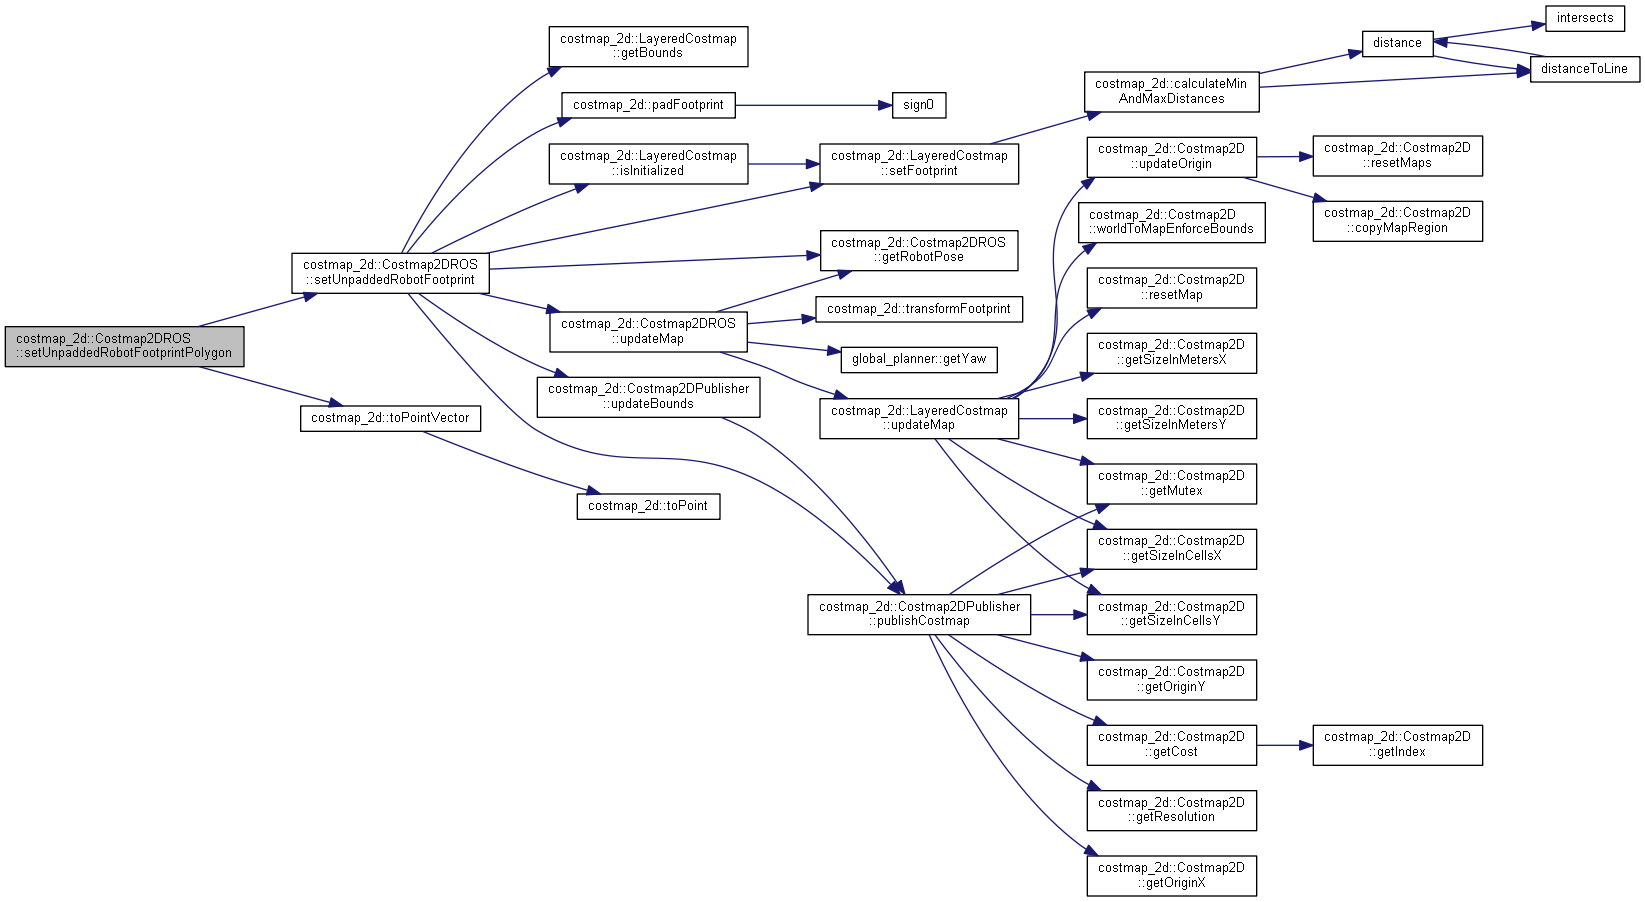 costmap_2d::Costmap2DROS
::setUnpaddedRobotFootprintPolygon
costmap_2d::Costmap2DROS
::setUnpaddedRobotFootprint
costmap_2d::toPointVector
costmap_2d::LayeredCostmap
::getBounds
costmap_2d::padFootprint
costmap_2d::LayeredCostmap
::isInitialized
costmap_2d::Costmap2DROS
::updateMap
costmap_2d::Costmap2DPublisher
::updateBounds
costmap_2d::toPoint
sign0
costmap_2d::LayeredCostmap
::setFootprint
costmap_2d::Costmap2DROS
::getRobotPose
costmap_2d::transformFootprint
global_planner::getYaw
costmap_2d::LayeredCostmap
::updateMap
costmap_2d::Costmap2DPublisher
::publishCostmap
costmap_2d::calculateMin
AndMaxDistances
costmap_2d::Costmap2D
::updateOrigin
costmap_2d::Costmap2D
::worldToMapEnforceBounds
costmap_2d::Costmap2D
::resetMap
costmap_2d::Costmap2D
::getSizeInMetersX
costmap_2d::Costmap2D
::getSizeInMetersY
costmap_2d::Costmap2D
::getMutex
costmap_2d::Costmap2D
::getSizeInCellsX
costmap_2d::Costmap2D
::getSizeInCellsY
costmap_2d::Costmap2D
::getOriginY
costmap_2d::Costmap2D
::getCost
costmap_2d::Costmap2D
::getResolution
costmap_2d::Costmap2D
::getOriginX
distance
costmap_2d::Costmap2D
::resetMaps
costmap_2d::Costmap2D
::copyMapRegion
costmap_2d::Costmap2D
::getIndex
intersects
distanceToLine